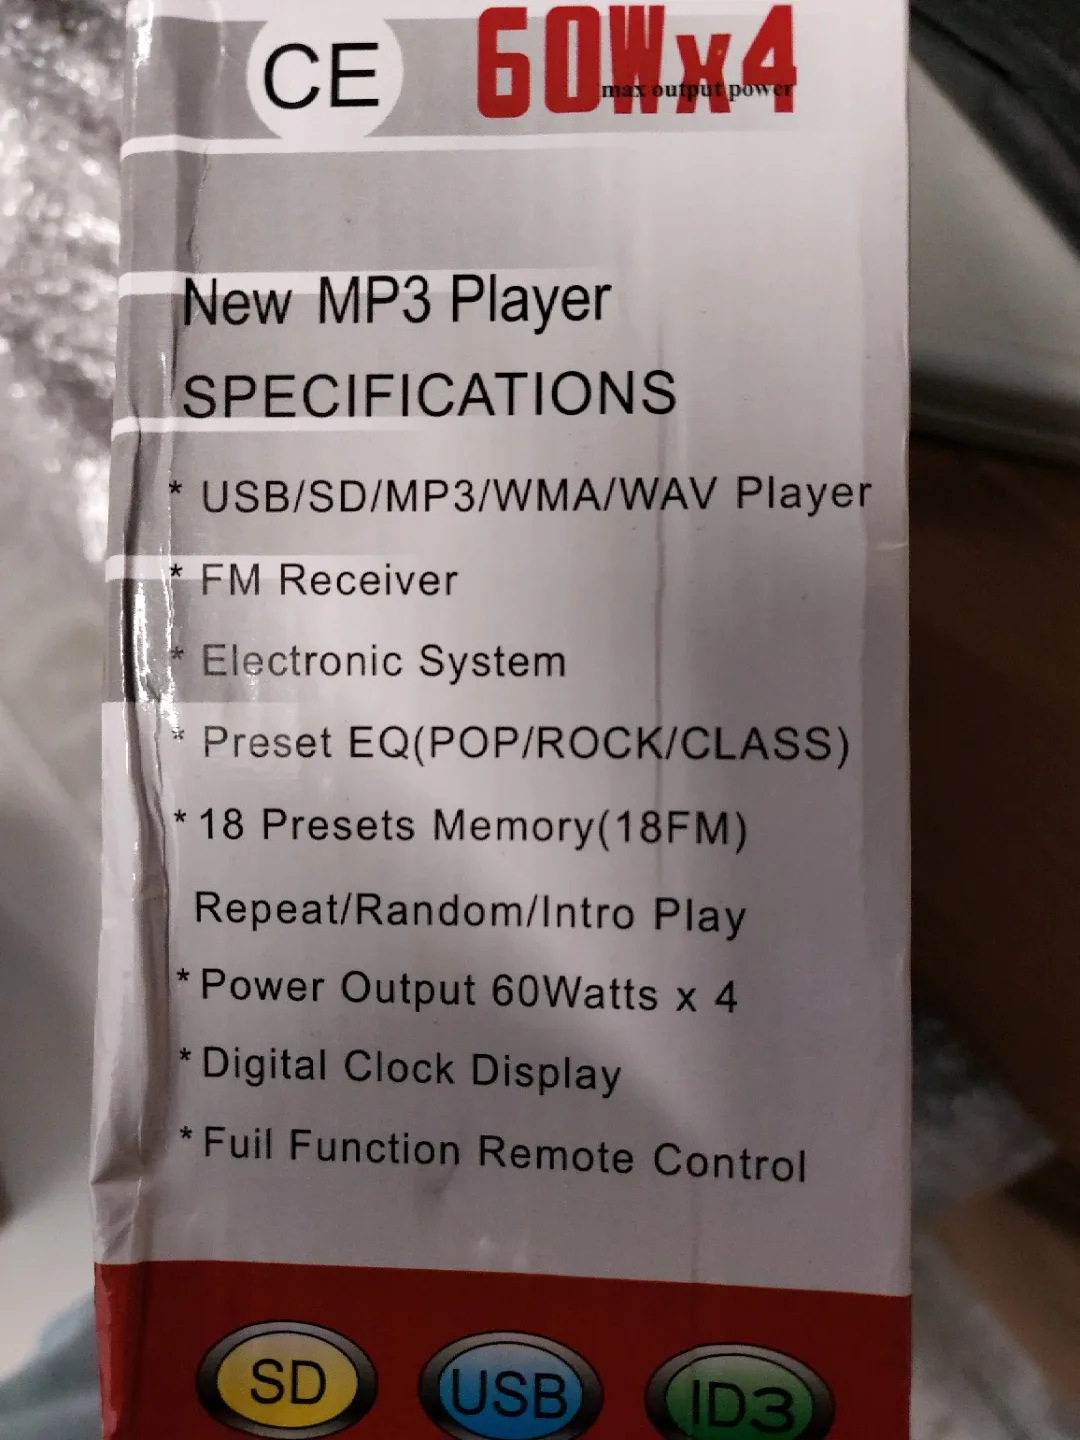 CE
60Wx4
max output power
New MP3 Player
SPECIFICATIONS
* USB/SD/MP3/WMA/WAV Player
* FM Receiver
* Electronic System
* Preset EQ(POP/ROCK/CLASS)
* 18 Presets Memory(18FM)
Repeat/Random/Intro Play
* Power Output 60Watts x 4
* Digital Clock Display
* Fuil Function Remote Control
SD USB ID3